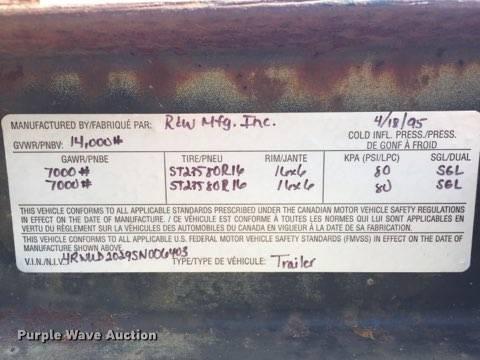 MANUFACTURED BY/FABRIQUÉ PAR: R&W Mfg. Inc. 4/18/95
GVWR/PNBV: 14,000# COLD INFL. PRESS./PRESS. DE GONF À FROID
GAWR/PNBE TIRE/PNEU RIM/JANTE KPA (PSI/LPC) SGL/DUAL
7000# ST23580R16 16x6 80 SGL
7000# ST23580R16 16x6 80 SGL
THIS VEHICLE CONFORMS TO ALL APPLICABLE STANDARDS PRESCRIBED UNDER THE CANADIAN MOTOR VEHICLE SAFETY REGULATIONS
IN EFFECT ON THE DATE OF MANUFACTURE. / CE VÉHICULE EST CONFORME À TOUTES LES NORMES QUI LUI SONT APPLICABLES EN
VERTU DU RÈGLEMENT SUR LA SÉCURITÉ DES VÉHICULES AUTOMOBILES DU CANADA EN VIGUEUR À LA DATE DE SA FABRICATION.
THIS VEHICLE CONFORMS TO ALL APPLICABLE U.S. FEDERAL MOTOR VEHICLE SAFETY STANDARDS (FMVSS) IN EFFECT ON THE DATE OF
MANUFACTURE SHOWN ABOVE.
V.I.N./N.I.V. TYPE/TYPE DE VÉHICULE: Trailer
Purple Wave Auction